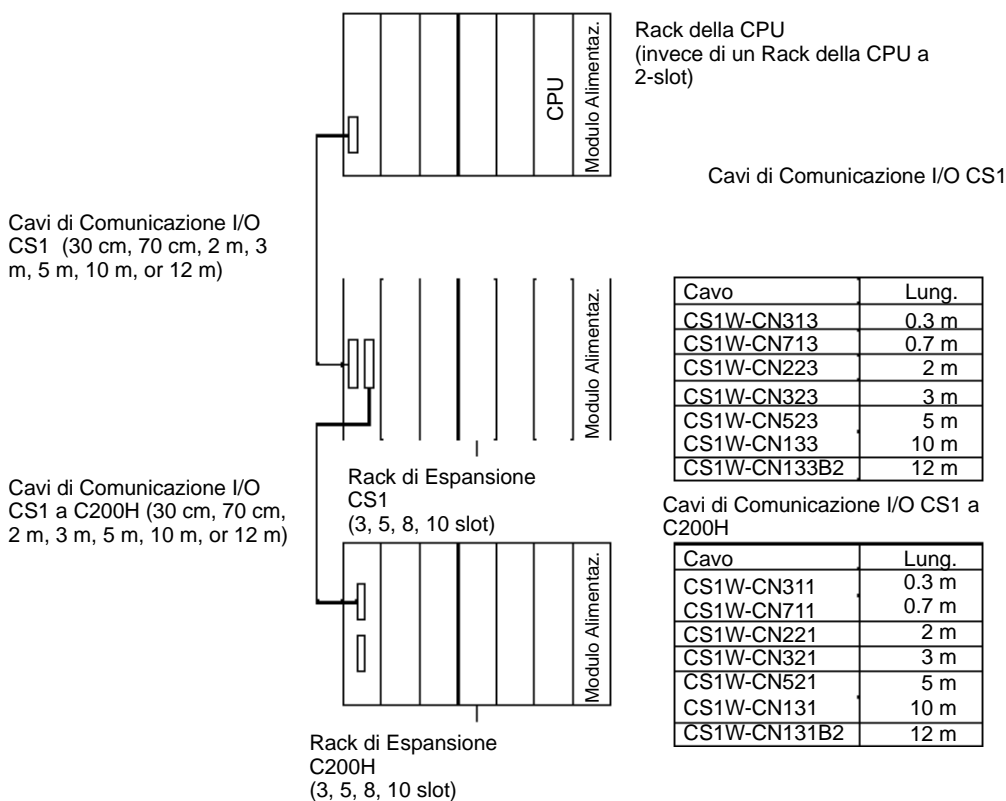 Rack della CPU
(invece di un Rack della CPU a
2-slot)
CPU
Modulo Alimentaz.
Cavi di Comunicazione I/O CS1
Cavi di Comunicazione I/O
CS1 (30 cm, 70 cm, 2 m, 3
m, 5 m, 10 m, or 12 m)
Modulo Alimentaz.
Cavo Lung.
CS1W-CN313 0.3 m
CS1W-CN713 0.7 m
CS1W-CN223 2 m
CS1W-CN323 3 m
CS1W-CN523 5 m
CS1W-CN133 10 m
CS1W-CN133B2 12 m
Rack di Espansione
CS1
(3, 5, 8, 10 slot)
Cavi di Comunicazione I/O
CS1 a C200H (30 cm, 70 cm,
2 m, 3 m, 5 m, 10 m, or 12 m)
Cavi di Comunicazione I/O CS1 a
C200H
Modulo Alimentaz.
Cavo Lung.
CS1W-CN311 0.3 m
CS1W-CN711 0.7 m
CS1W-CN221 2 m
CS1W-CN321 3 m
CS1W-CN521 5 m
CS1W-CN131 10 m
CS1W-CN131B2 12 m
Rack di Espansione
C200H
(3, 5, 8, 10 slot)